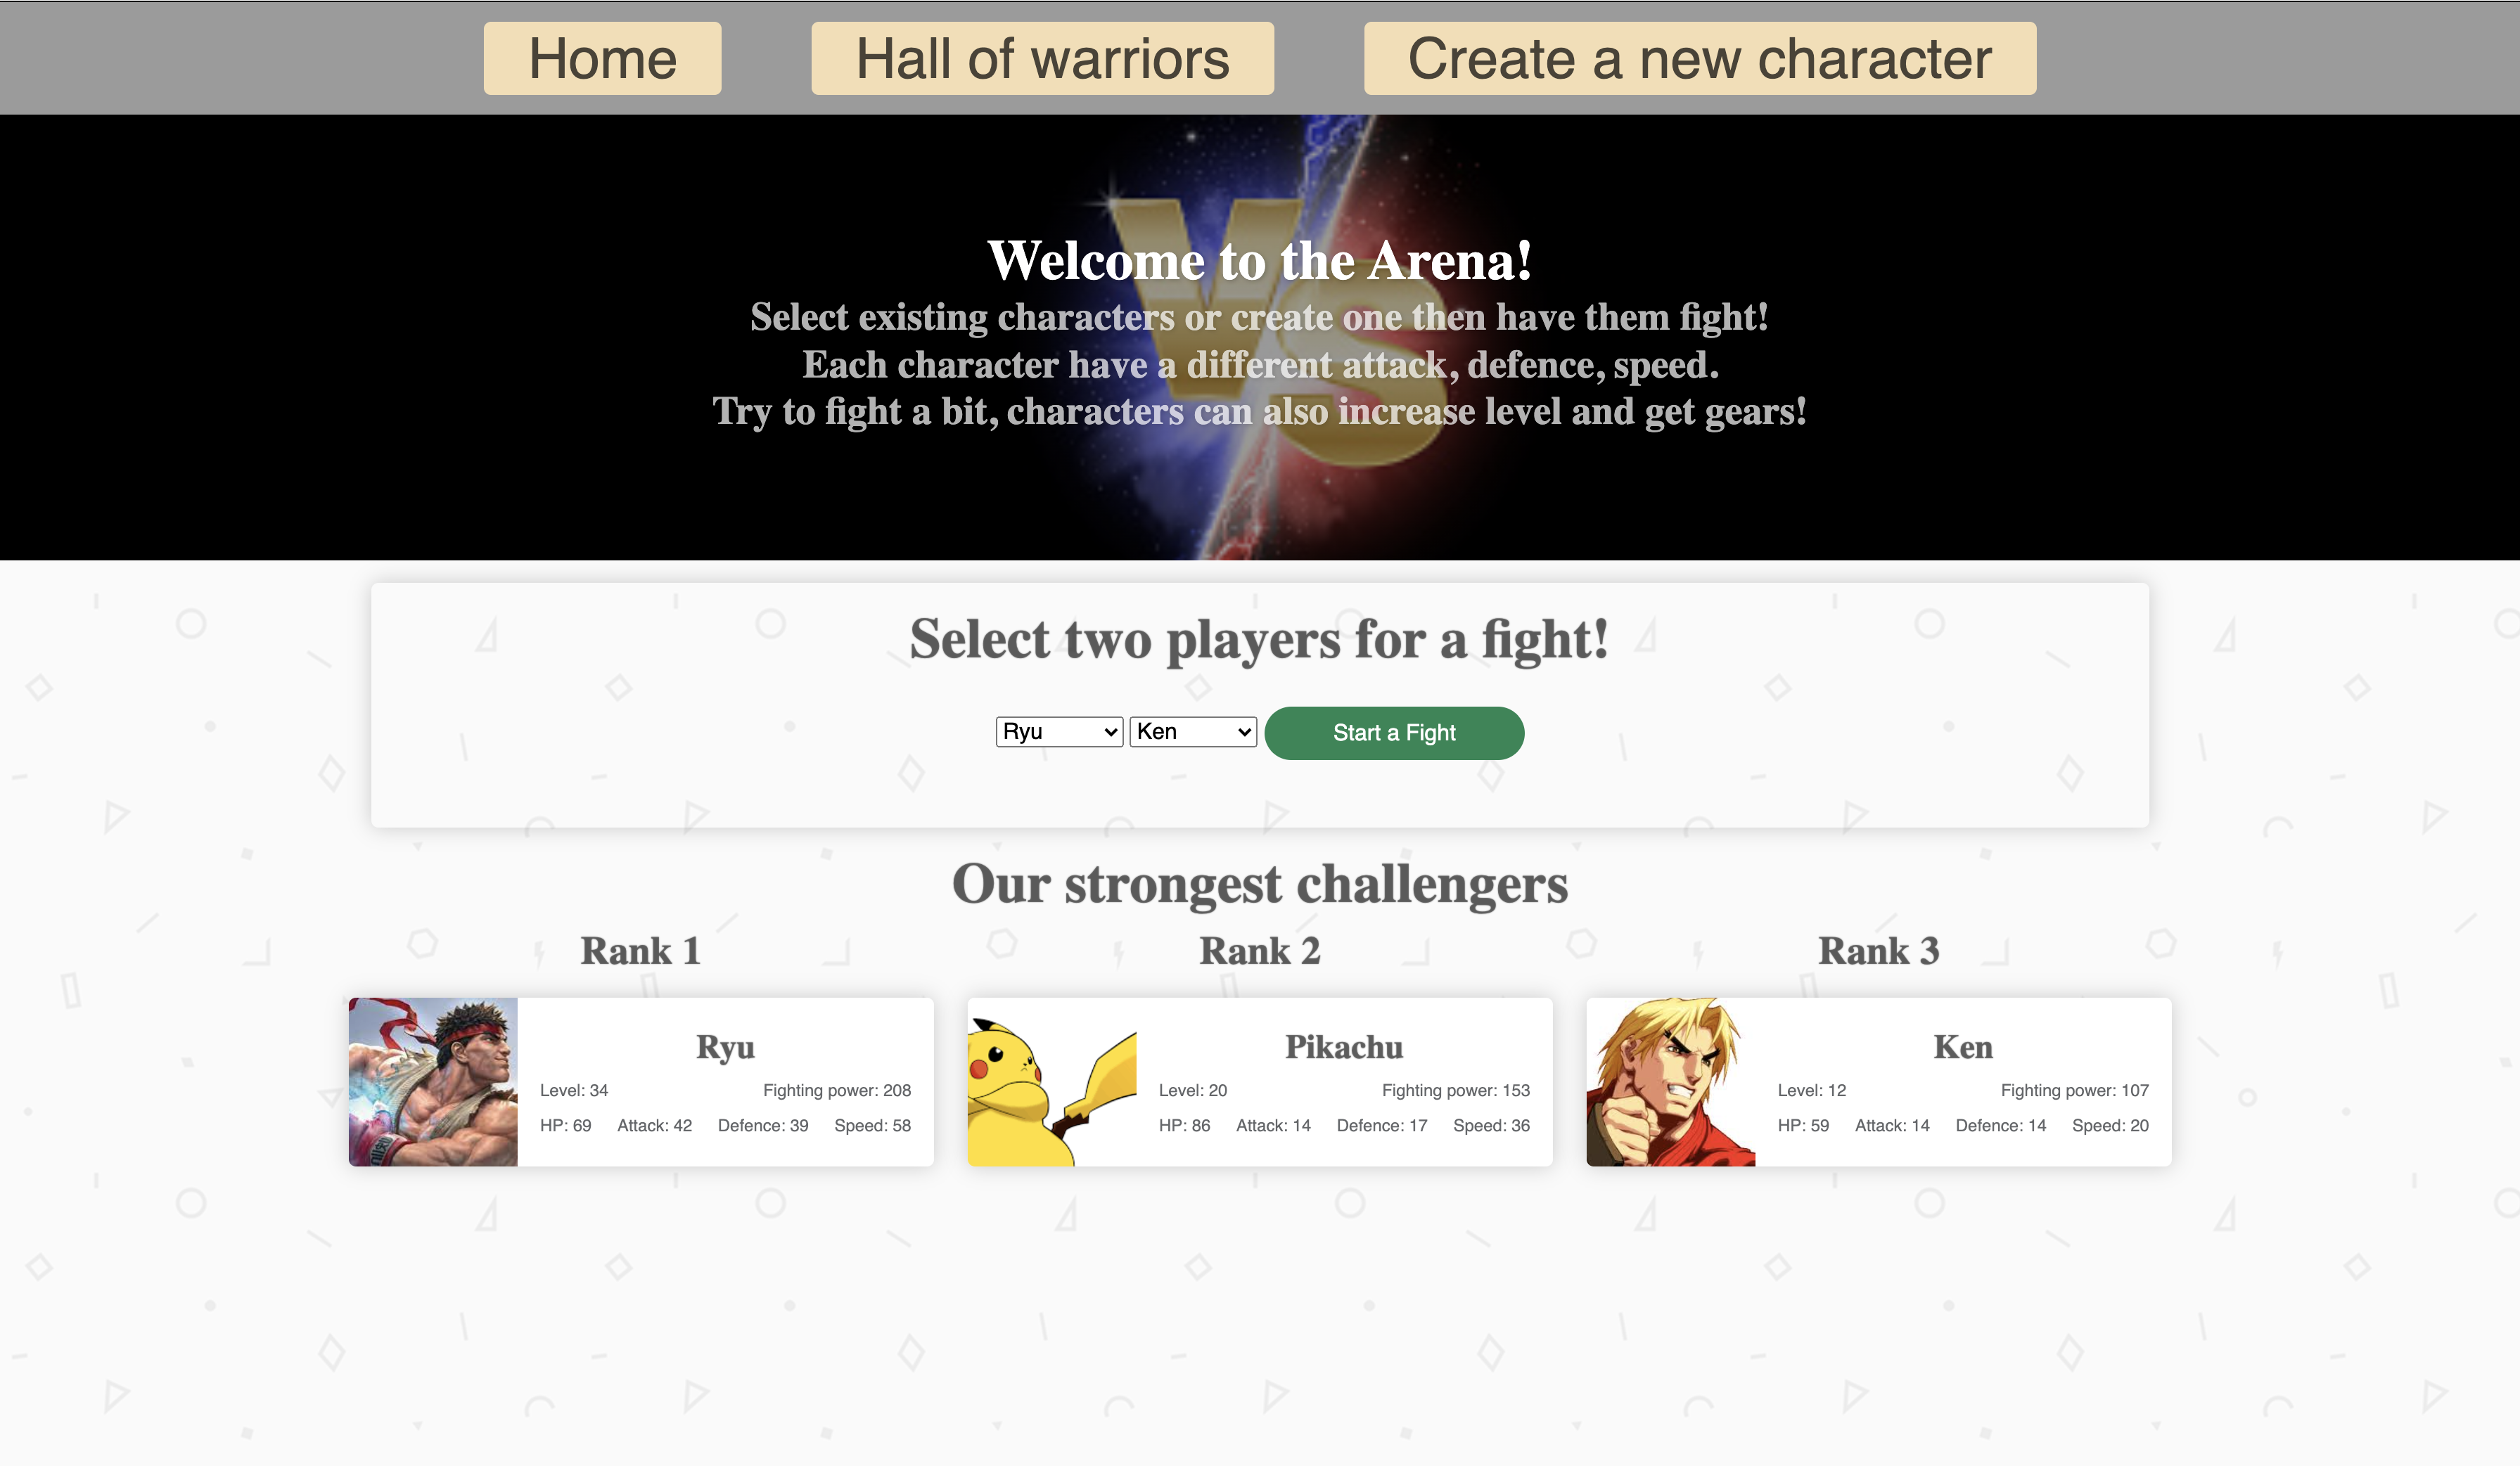 Home Hall of warriors Create a new character
Welcome to the Arena!
Select existing characters or create one then have them fight!
Each character have a different attack, defence, speed.
Try to fight a bit, characters can also increase level and get gears!
Select two players for a fight!
Ryu Ken Start a Fight
Our strongest challengers
Rank 1
Ryu
Level: 34 Fighting power: 208
HP: 69 Attack: 42 Defence: 39 Speed: 58
Rank 2
Pikachu
Level: 20 Fighting power: 153
HP: 86 Attack: 14 Defence: 17 Speed: 36
Rank 3
Ken
Level: 12 Fighting power: 107
HP: 59 Attack: 14 Defence: 14 Speed: 20
VS